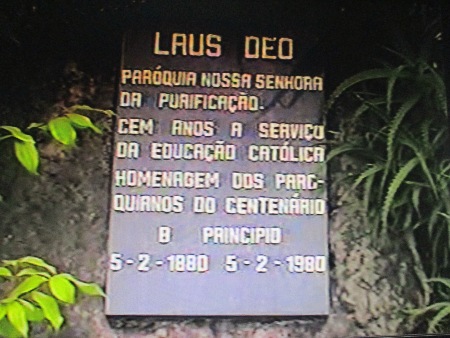 LAUS DEO
PARÓQUIA NOSSA SENHORA
DA PURIFICAÇÃO.
CEM ANOS A SERVIÇO
DA EDUCAÇÃO CATÓLICA
HOMENAGEM DOS PARO-
QUIANOS DO CENTENÁRIO
B PRINCIPIO
5-2-1880 5-2-1980